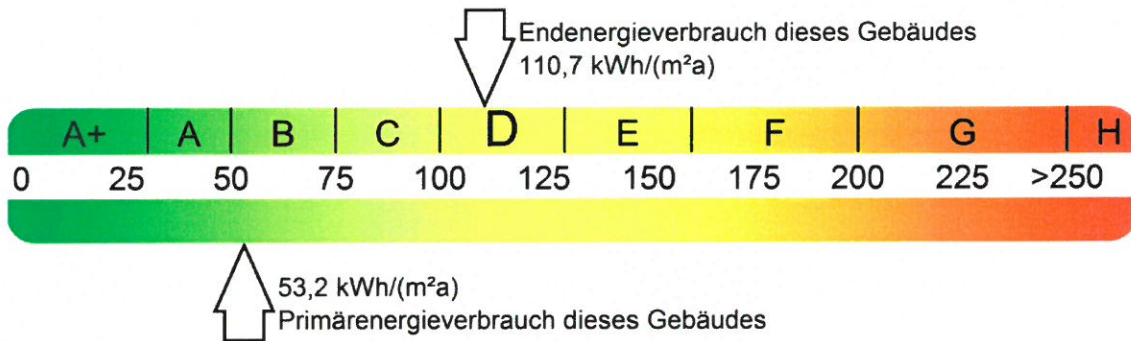 Endenergieverbrauch dieses Gebäudes
110,7 kWh/(m²a)
A+ A B C D E F G H
0 25 50 75 100 125 150 175 200 225 >250
53,2 kWh/(m²a)
Primärenergieverbrauch dieses Gebäudes